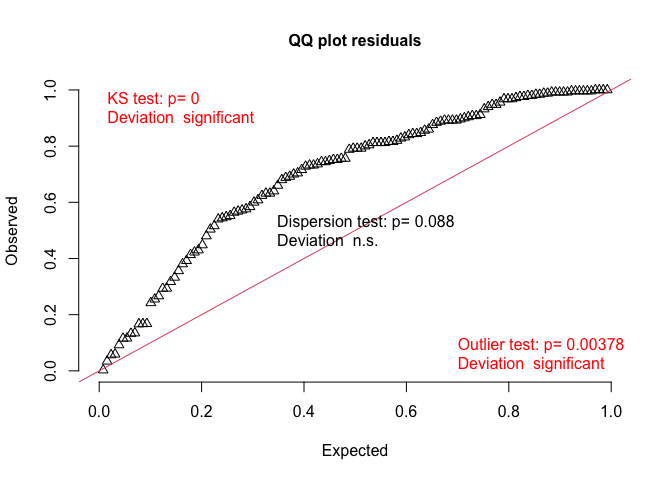 QQ plot residuals
KS test: p= 0
Deviation  significant
Dispersion test: p= 0.088
Deviation  n.s.
Outlier test: p= 0.00378
Deviation  significant
Observed
1.0
0.8
0.6
0.4
0.2
0.0
0.0 0.2 0.4 0.6 0.8 1.0
Expected